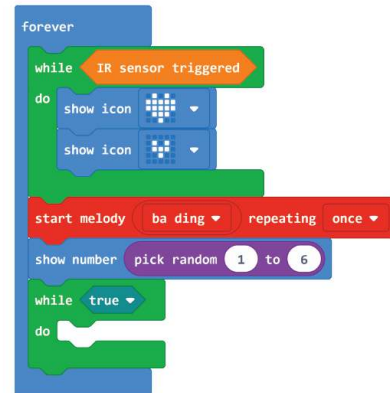 forever
while IR sensor triggered
do
show icon
show icon
start melody ba ding repeating once
show number pick random 1 to 6
while true
do